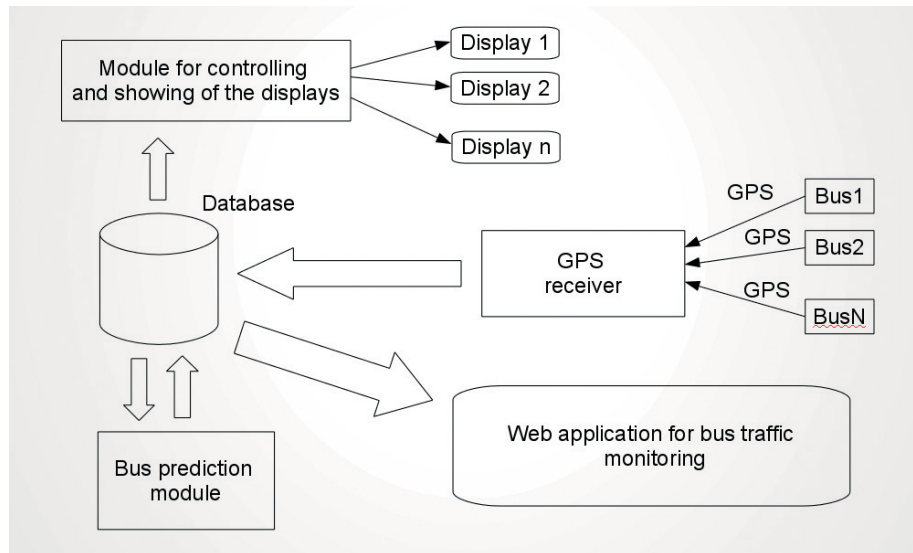 Module for controlling
and showing of the displays
Display 1
Display 2
Display n
Database
GPS
receiver
GPS
Bus1
GPS
Bus2
GPS
BusN
Web application for bus traffic
monitoring
Bus prediction
module